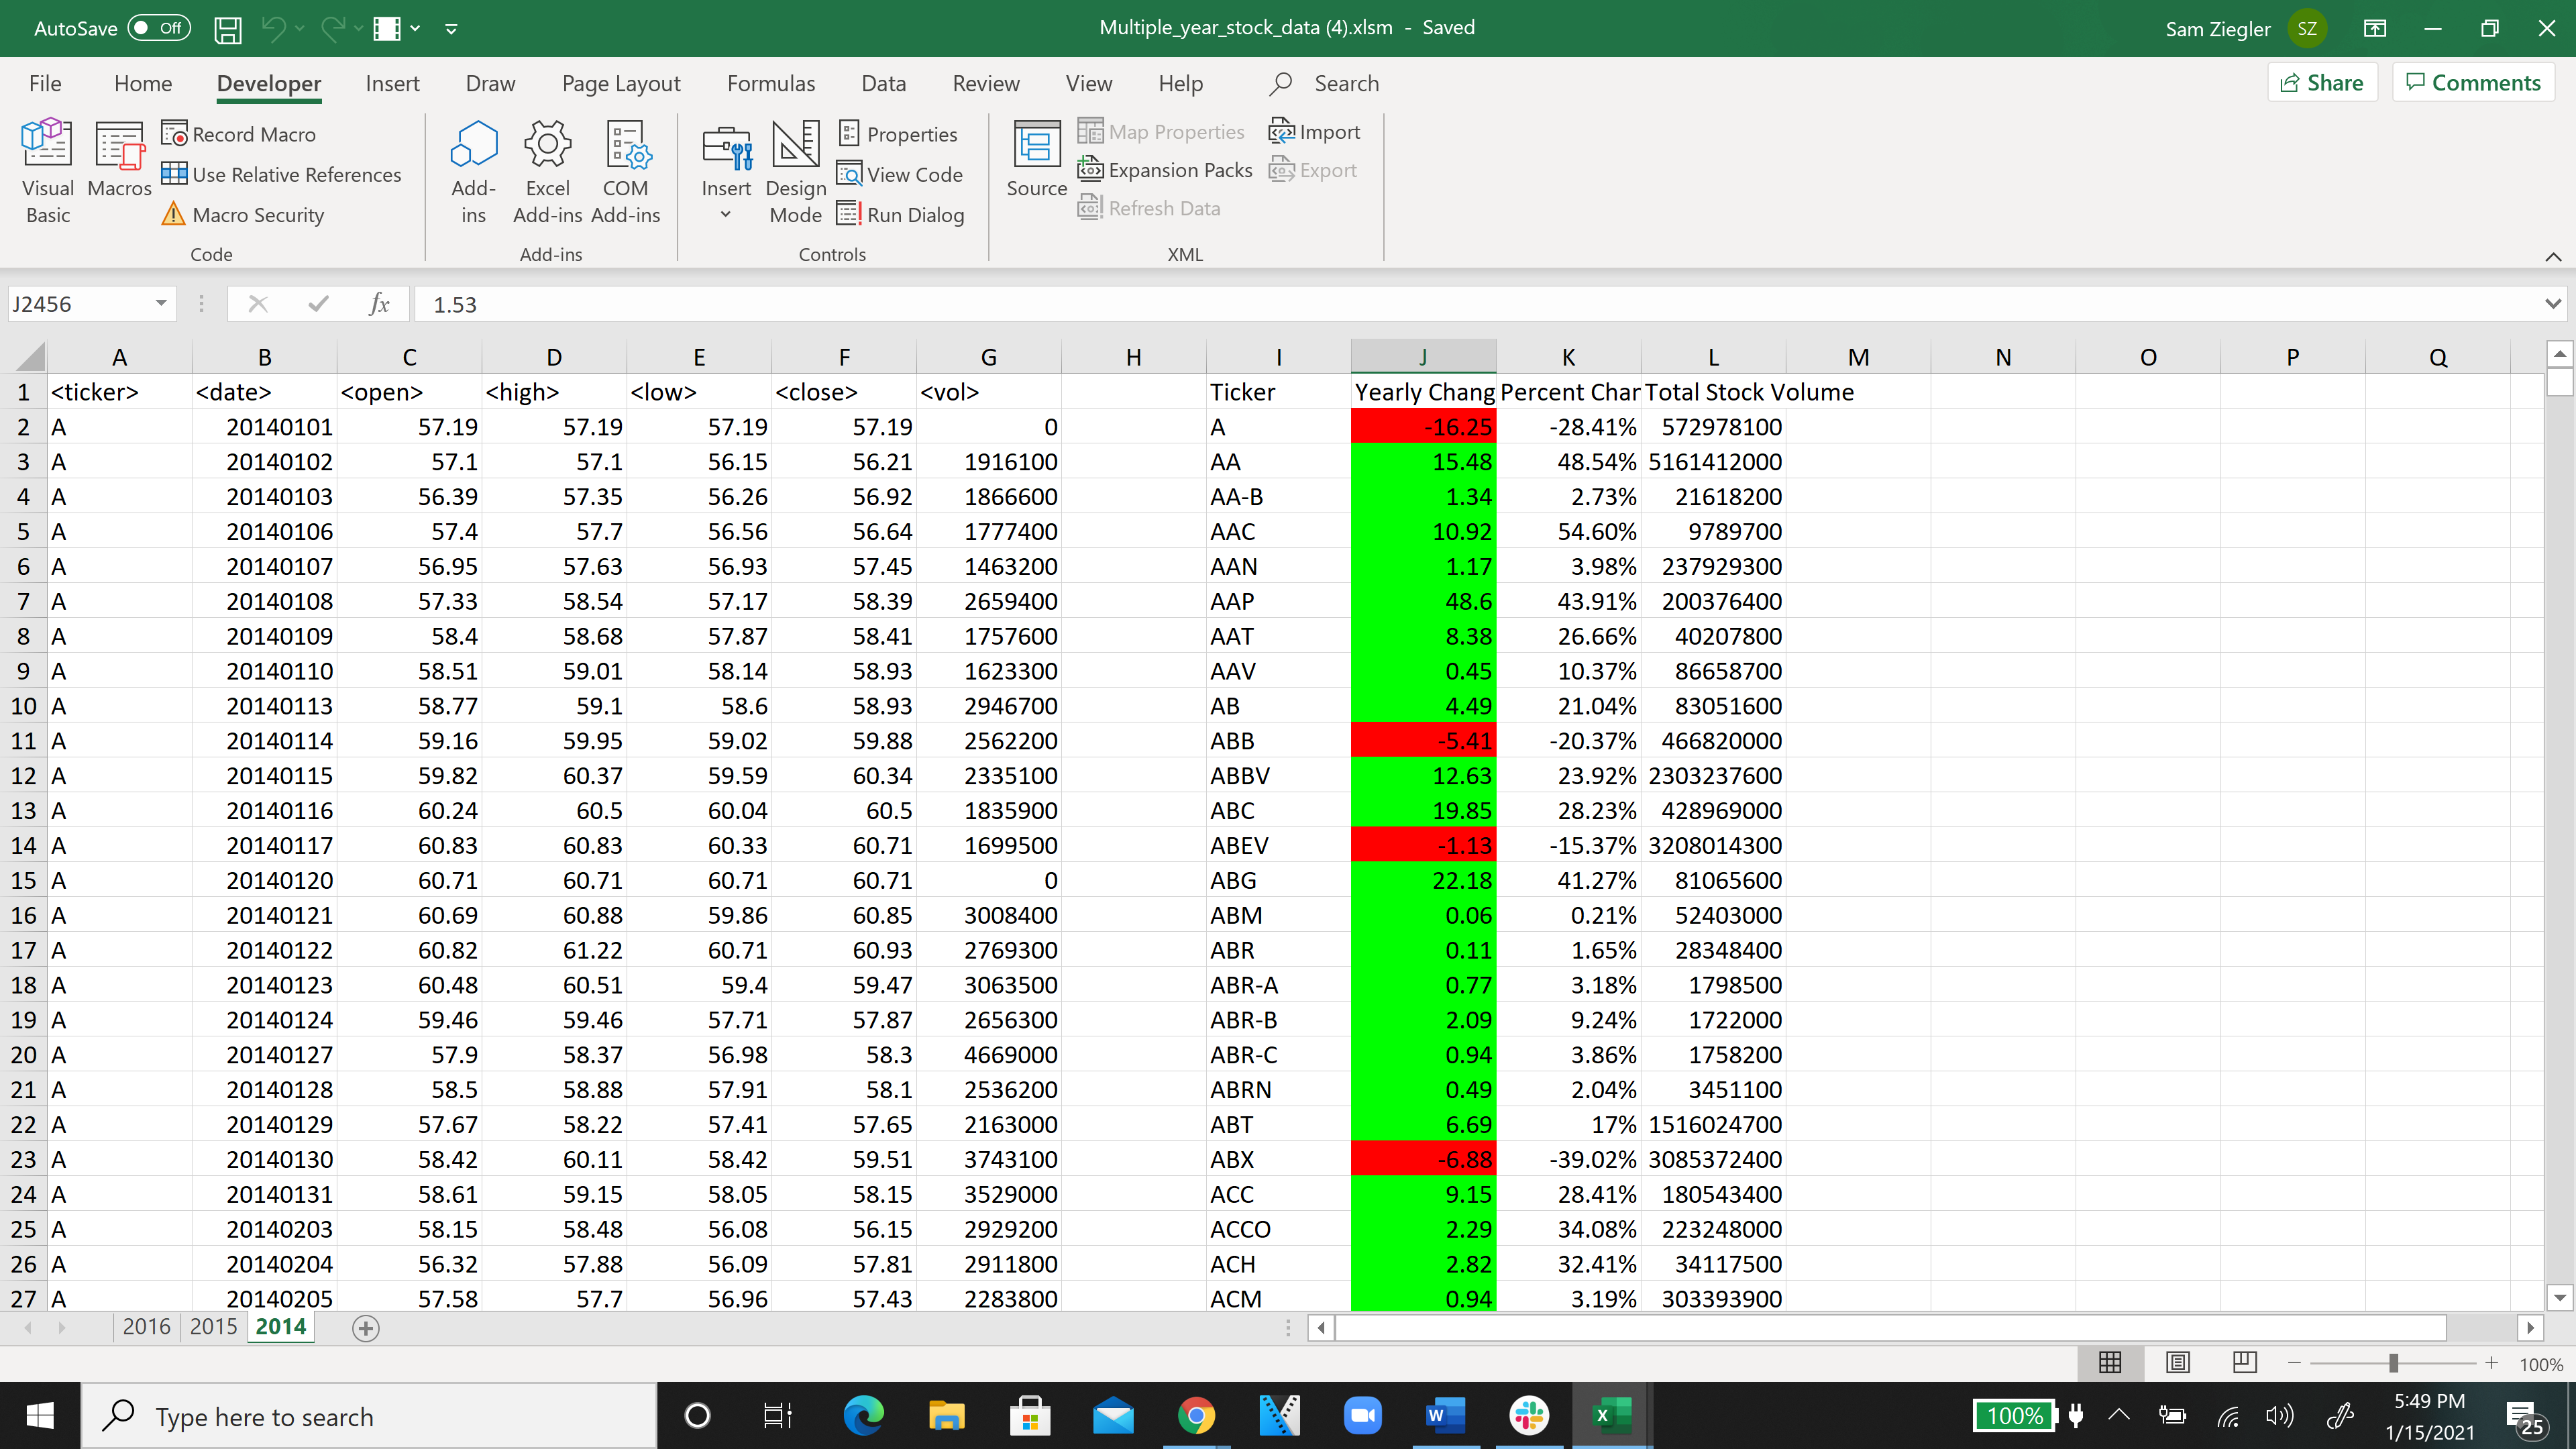 AutoSave Off Multiple_year_stock_data (4).xlsm - Saved Sam Ziegler SZ
File Home Developer Insert Draw Page Layout Formulas Data Review View Help Search Share Comments
Visual Basic Macros Record Macro Use Relative References Macro Security Code
Add-ins Excel Add-ins COM Add-ins Add-ins
Insert Design Mode Properties View Code Run Dialog Controls
Source Map Properties Expansion Packs Refresh Data Import Export XML
J2456 fx 1.53
A B C D E F G H I J K L M N O P Q
1 <ticker> <date> <open> <high> <low> <close> <vol> Ticker Yearly Chang Percent Char Total Stock Volume
2 A 20140101 57.19 57.19 57.19 57.19 0 A -16.25 -28.41% 572978100
3 A 20140102 57.1 57.1 56.15 56.21 1916100 AA 15.48 48.54% 5161412000
4 A 20140103 56.39 57.35 56.26 56.92 1866600 AA-B 1.34 2.73% 21618200
5 A 20140106 57.4 57.7 56.56 56.64 1777400 AAC 10.92 54.60% 9789700
6 A 20140107 56.95 57.63 56.93 57.45 1463200 AAN 1.17 3.98% 237929300
7 A 20140108 57.33 58.54 57.17 58.39 2659400 AAP 48.6 43.91% 200376400
8 A 20140109 58.4 58.68 57.87 58.41 1757600 AAT 8.38 26.66% 40207800
9 A 20140110 58.51 59.01 58.14 58.93 1623300 AAV 0.45 10.37% 86658700
10 A 20140113 58.77 59.1 58.6 58.93 2946700 AB 4.49 21.04% 83051600
11 A 20140114 59.16 59.95 59.02 59.88 2562200 ABB -5.41 -20.37% 466820000
12 A 20140115 59.82 60.37 59.59 60.34 2335100 ABBV 12.63 23.92% 2303237600
13 A 20140116 60.24 60.5 60.04 60.5 1835900 ABC 19.85 28.23% 428969000
14 A 20140117 60.83 60.83 60.33 60.71 1699500 ABEV -1.13 -15.37% 3208014300
15 A 20140120 60.71 60.71 60.71 60.71 0 ABG 22.18 41.27% 81065600
16 A 20140121 60.69 60.88 59.86 60.85 3008400 ABM 0.06 0.21% 52403000
17 A 20140122 60.82 61.22 60.71 60.93 2769300 ABR 0.11 1.65% 28348400
18 A 20140123 60.48 60.51 59.4 59.47 3063500 ABR-A 0.77 3.18% 1798500
19 A 20140124 59.46 59.46 57.71 57.87 2656300 ABR-B 2.09 9.24% 1722000
20 A 20140127 57.9 58.37 56.98 58.3 4669000 ABR-C 0.94 3.86% 1758200
21 A 20140128 58.5 58.88 57.91 58.1 2536200 ABRN 0.49 2.04% 3451100
22 A 20140129 57.67 58.22 57.41 57.65 2163000 ABT 6.69 17% 1516024700
23 A 20140130 58.42 60.11 58.42 59.51 3743100 ABX -6.88 -39.02% 3085372400
24 A 20140131 58.61 59.15 58.05 58.15 3529000 ACC 9.15 28.41% 180543400
25 A 20140203 58.15 58.48 56.08 56.15 2929200 ACCO 2.29 34.08% 223248000
26 A 20140204 56.32 57.88 56.09 57.81 2911800 ACH 2.82 32.41% 34117500
27 A 20140205 57.58 57.7 56.96 57.43 2283800 ACM 0.94 3.19% 303393900
2016 2015 2014
100%
Type here to search 100% 5:49 PM
1/15/2021 25